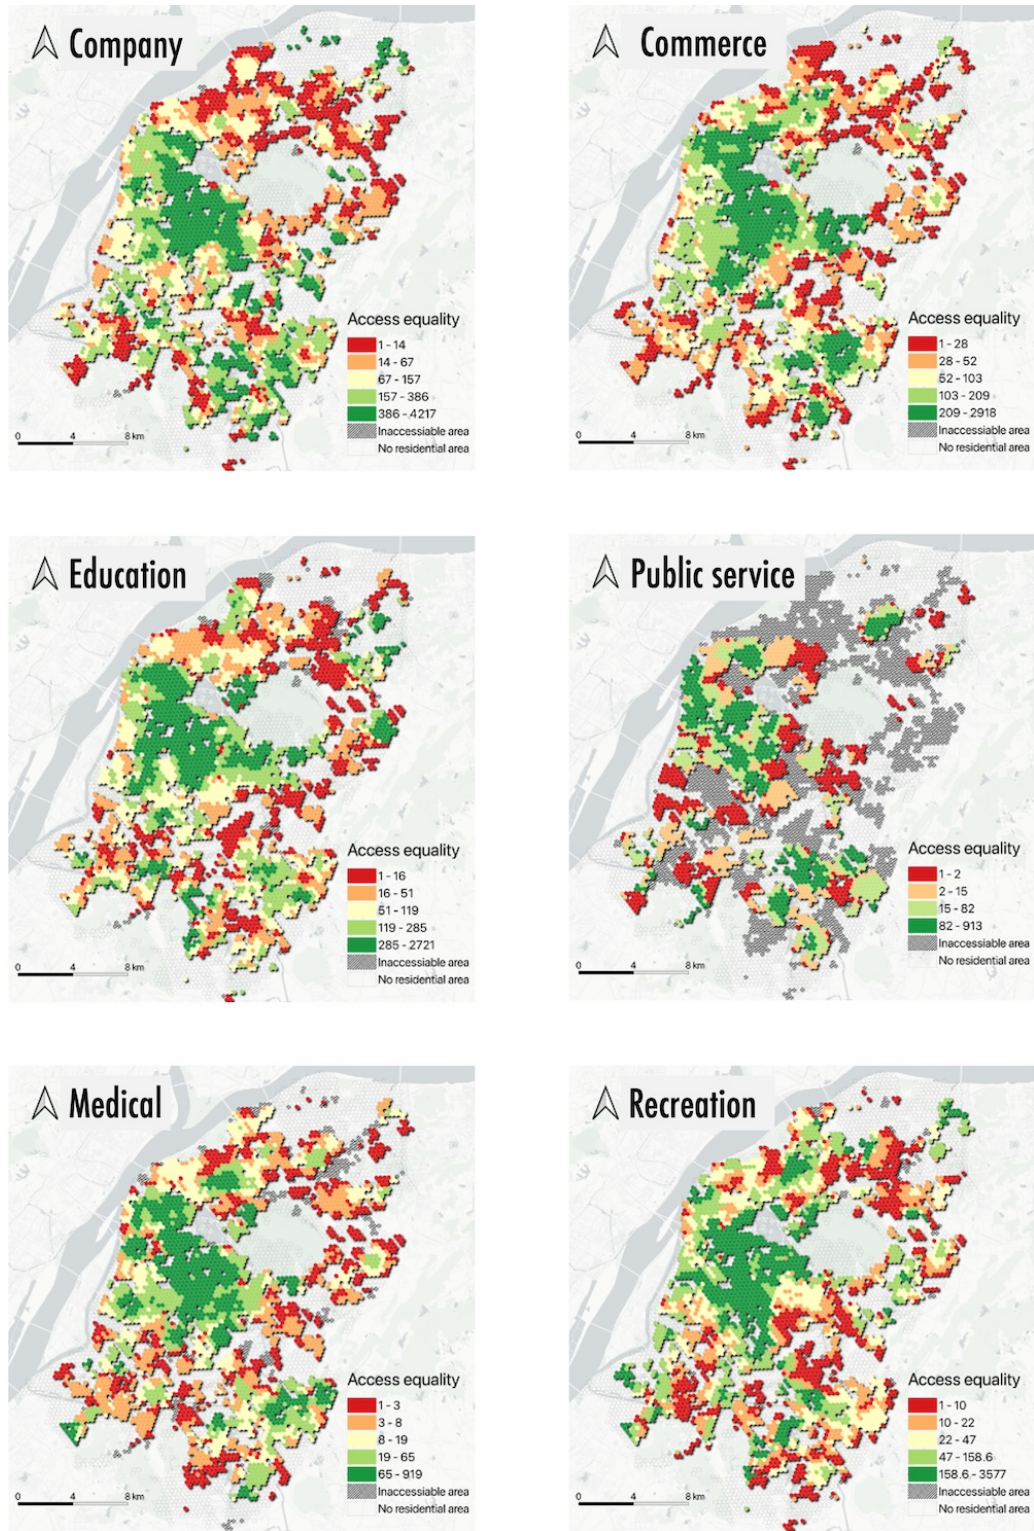 Company
Access equality
1 - 14
14 - 67
67 - 157
157 - 386
386 - 4217
Inaccessiable area
No residential area
0 4 8 km
Commerce
Access equality
1 - 28
28 - 52
52 - 103
103 - 209
209 - 2918
Inaccessiable area
No residential area
0 4 8 km
Education
Access equality
1 - 16
16 - 51
51 - 119
119 - 285
285 - 2721
Inaccessiable area
No residential area
0 4 8 km
Public service
Access equality
1 - 2
2 - 15
15 - 82
82 - 913
Inaccessiable area
No residential area
0 4 8 km
Medical
Access equality
1 - 3
3 - 8
8 - 19
19 - 65
65 - 919
Inaccessiable area
No residential area
0 4 8 km
Recreation
Access equality
1 - 10
10 - 22
22 - 47
47 - 158.6
158.6 - 3577
Inaccessiable area
No residential area
0 4 8 km